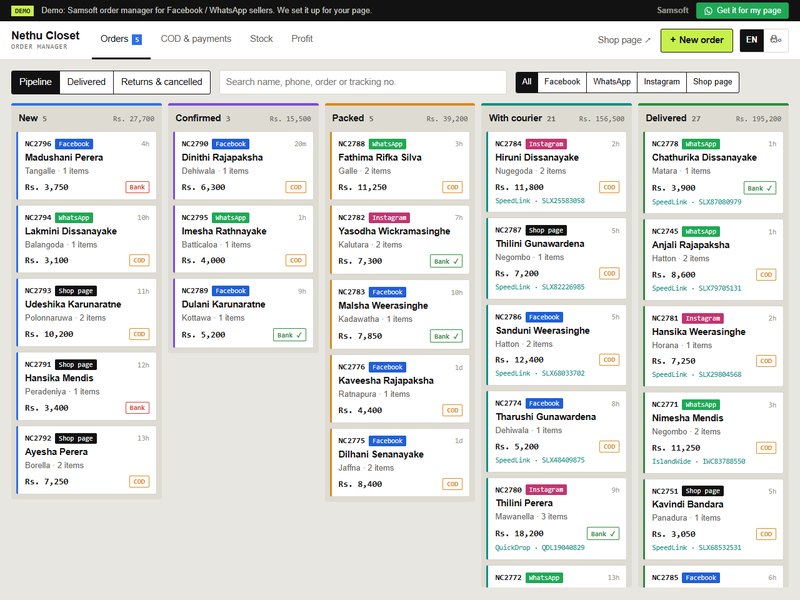 DEMO Demo: Samsoft order manager for Facebook / WhatsApp sellers. We set it up for your page. Samsoft Get it for my page
Nethu Closet
ORDER MANAGER
Orders 5 COD & payments Stock Profit Shop page ↗ + New order EN සිං
Pipeline Delivered Returns & cancelled Search name, phone, order or tracking no. All Facebook WhatsApp Instagram Shop page
New 5 Rs. 27,700
NC2796 Facebook 4h
Madushani Perera
Tangalle · 1 items
Rs. 3,750 Bank
NC2794 WhatsApp 10h
Lakmini Dissanayake
Balangoda · 1 items
Rs. 3,100 COD
NC2793 Shop page 11h
Udeshika Karunaratne
Polonnaruwa · 2 items
Rs. 10,200 COD
NC2791 Shop page 12h
Hansika Mendis
Peradeniya · 1 items
Rs. 3,400 Bank
NC2792 Shop page 13h
Ayesha Perera
Borella · 2 items
Rs. 7,250 COD
Confirmed 3 Rs. 15,500
NC2790 Facebook 20m
Dinithi Rajapaksha
Dehiwala · 1 items
Rs. 6,300 COD
NC2795 WhatsApp 1h
Imesha Rathnayake
Batticaloa · 1 items
Rs. 4,000 COD
NC2789 Facebook 9h
Dulani Karunaratne
Kottawa · 1 items
Rs. 5,200 Bank ✓
Packed 5 Rs. 39,200
NC2788 WhatsApp 3h
Fathima Rifka Silva
Galle · 2 items
Rs. 11,250 COD
NC2782 Instagram 7h
Yasodha Wickramasinghe
Kalutara · 2 items
Rs. 7,300 Bank ✓
NC2783 Facebook 10h
Malsha Weerasinghe
Kadawatha · 1 items
Rs. 7,850 Bank ✓
NC2776 Facebook 1d
Kaveesha Rajapaksha
Ratnapura · 1 items
Rs. 4,400 COD
NC2775 Facebook 1d
Dilhani Senanayake
Jaffna · 2 items
Rs. 8,400 COD
With courier 21 Rs. 156,500
NC2784 Instagram 2h
Hiruni Dissanayake
Nugegoda · 2 items
Rs. 11,800 COD
SpeedLink · SLX25583058
NC2787 Shop page 5h
Thilini Gunawardena
Negombo · 1 items
Rs. 7,200 COD
SpeedLink · SLX82226985
NC2786 Facebook 5h
Sanduni Weerasinghe
Hatton · 2 items
Rs. 12,400 COD
SpeedLink · SLX68033702
NC2774 Facebook 8h
Tharushi Gunawardena
Dehiwala · 1 items
Rs. 5,200 COD
SpeedLink · SLX48409875
NC2780 Instagram 9h
Thilini Perera
Mawanella · 3 items
Rs. 18,200 Bank ✓
QuickDrop · QDL19040829
NC2772 WhatsApp 13h
Delivered 27 Rs. 195,200
NC2778 WhatsApp 1h
Chathurika Dissanayake
Matara · 1 items
Rs. 3,900 Bank ✓
SpeedLink · SLX87080979
NC2745 WhatsApp 1h
Anjali Rajapaksha
Hatton · 2 items
Rs. 8,600 COD
SpeedLink · SLX79705131
NC2781 Instagram 2h
Hansika Weerasinghe
Horana · 1 items
Rs. 7,250 COD
SpeedLink · SLX29804568
NC2771 WhatsApp 3h
Nimesha Mendis
Negombo · 2 items
Rs. 11,250 COD
IslandWide · IWC83788550
NC2751 Shop page 5h
Kavindi Bandara
Panadura · 1 items
Rs. 3,050 COD
SpeedLink · SLX68532531
NC2785 Facebook 6h